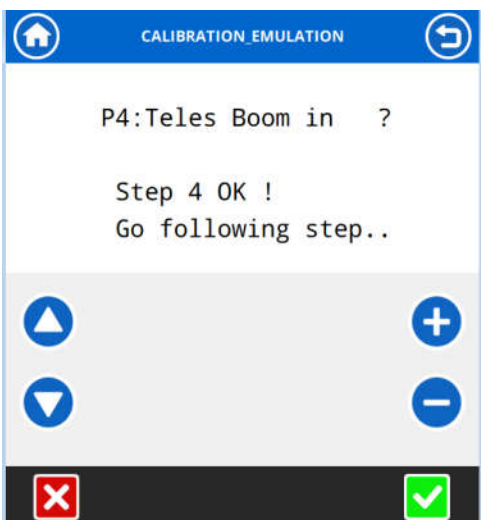 CALIBRATION_EMULATION
P4:Teles Boom in ?
Step 4 OK !
Go following step..